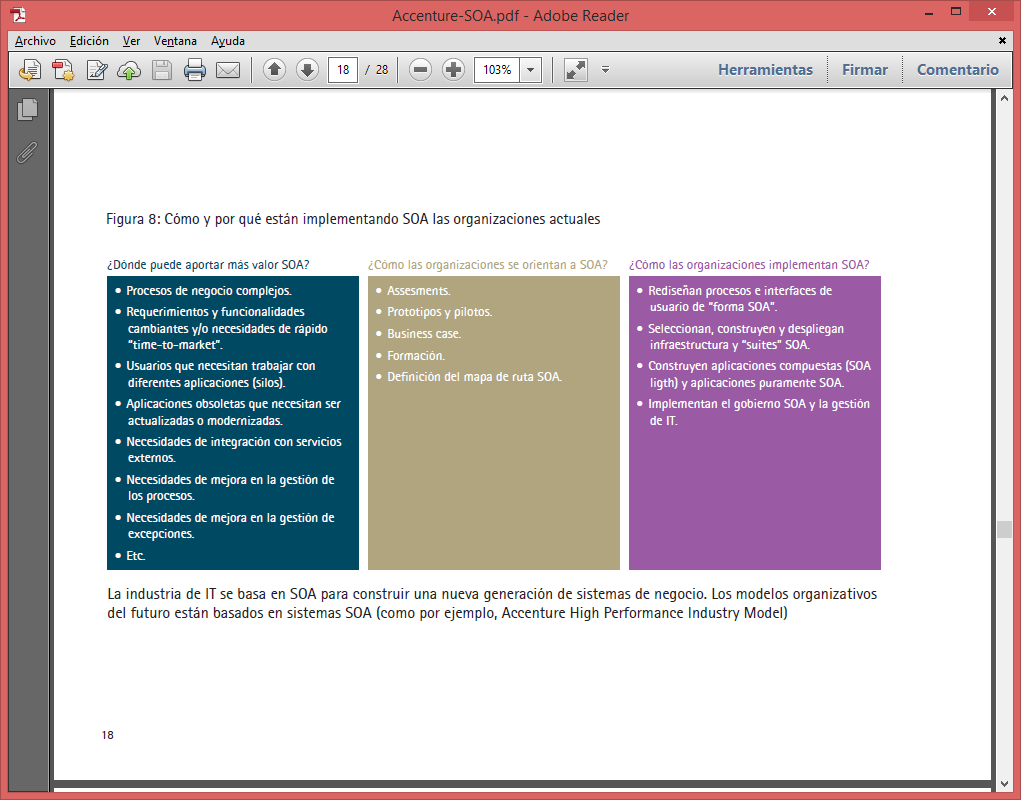 Accenture-SOA.pdf - Adobe Reader
Archivo Edición Ver Ventana Ayuda
18 / 28 103% Herramientas Firmar Comentario
Figura 8: Cómo y por qué están implementando SOA las organizaciones actuales
¿Dónde puede aportar más valor SOA?
• Procesos de negocio complejos.
• Requerimientos y funcionalidades
cambiantes y/o necesidades de rápido
"time-to-market".
• Usuarios que necesitan trabajar con
diferentes aplicaciones (silos).
• Aplicaciones obsoletas que necesitan ser
actualizadas o modernizadas.
• Necesidades de integración con servicios
externos.
• Necesidades de mejora en la gestión de
los procesos.
• Necesidades de mejora en la gestión de
excepciones.
• Etc.
¿Cómo las organizaciones se orientan a SOA?
• Assesments.
• Prototipos y pilotos.
• Business case.
• Formación.
• Definición del mapa de ruta SOA.
¿Cómo las organizaciones implementan SOA?
• Rediseñan procesos e interfaces de
usuario de "forma SOA".
• Seleccionan, construyen y despliegan
infraestructura y "suites" SOA.
• Construyen aplicaciones compuestas (SOA
ligth) y aplicaciones puramente SOA.
• Implementan el gobierno SOA y la gestión
de IT.
La industria de IT se basa en SOA para construir una nueva generación de sistemas de negocio. Los modelos organizativos
del futuro están basados en sistemas SOA (como por ejemplo, Accenture High Performance Industry Model)
18